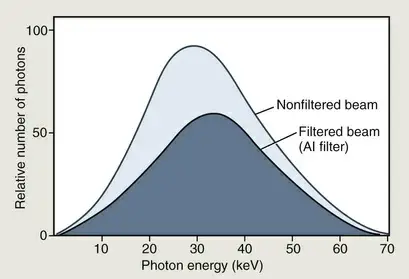 Relative number of photons
100
50
0
Nonfiltered beam
Filtered beam
(Al filter)
10 20 30 40 50 60 70
Photon energy (keV)